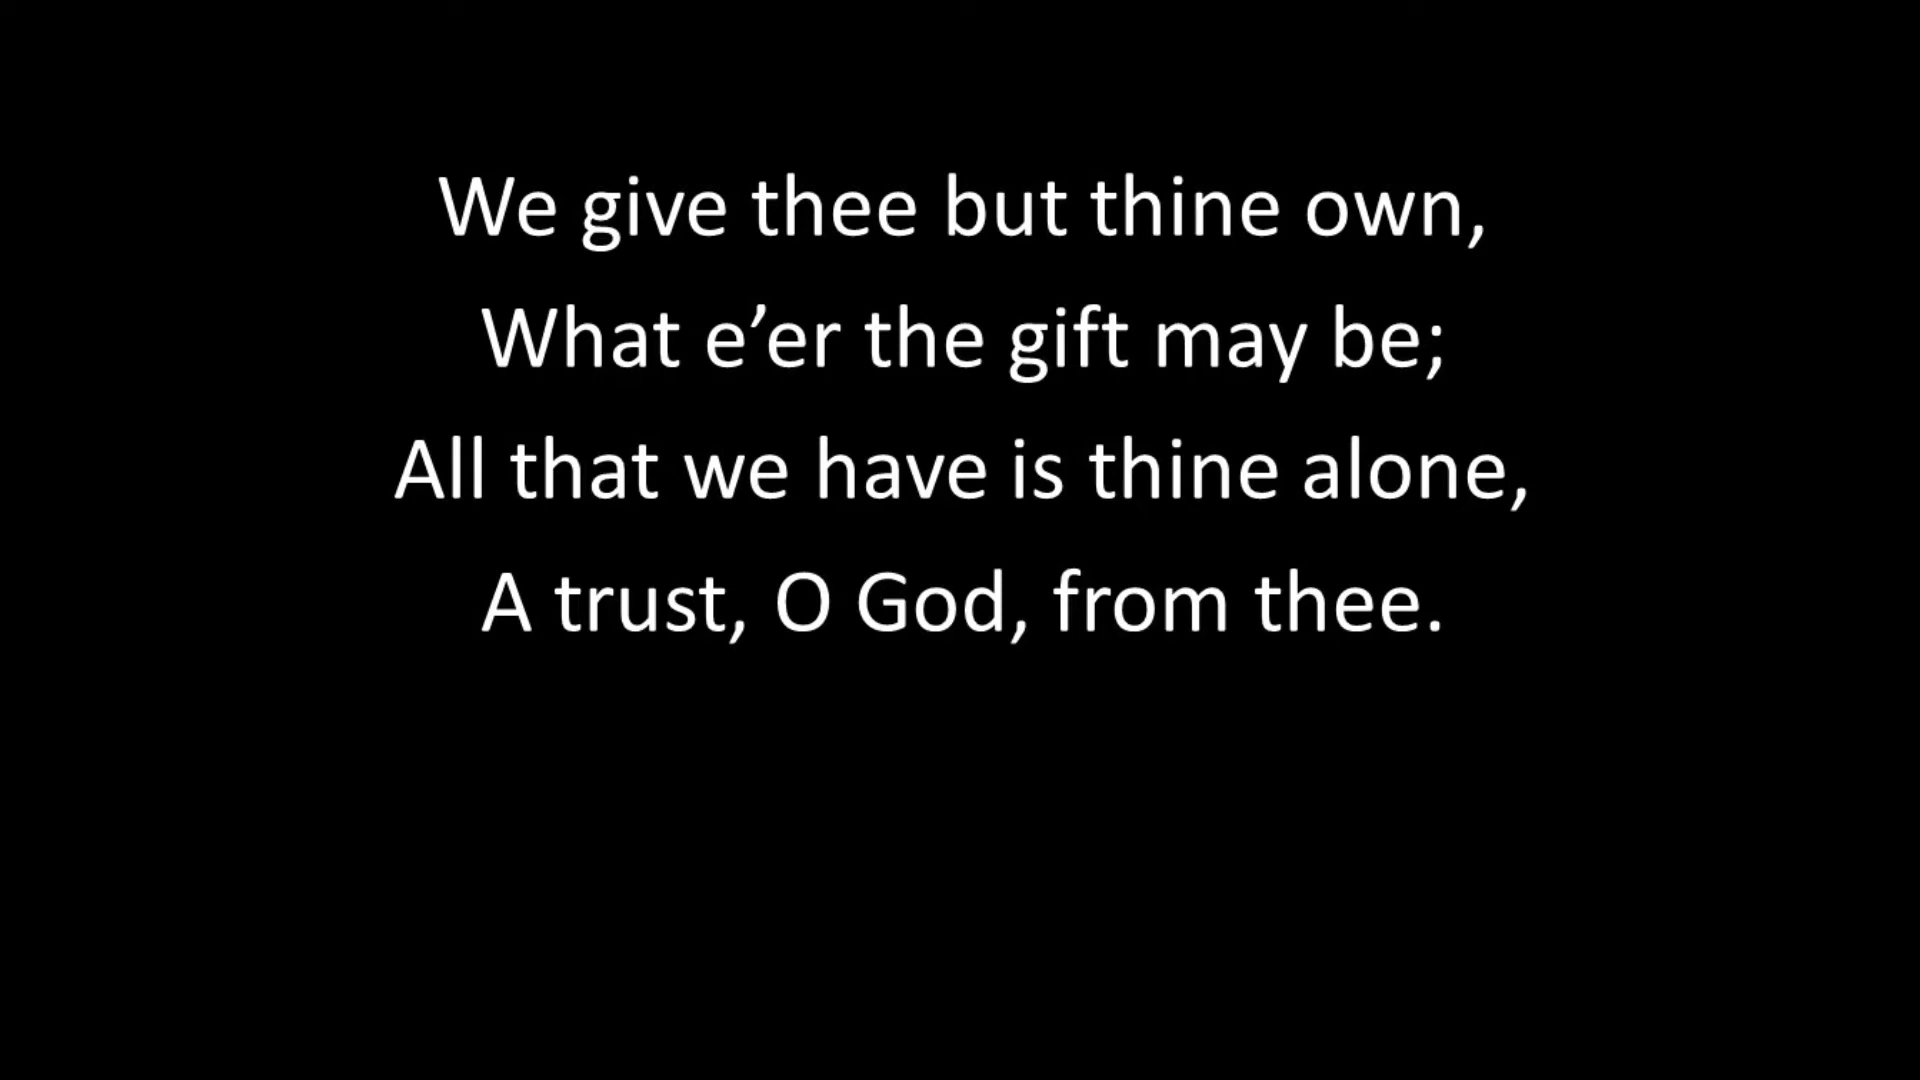 We give thee but thine own,
What e’er the gift may be;
All that we have is thine alone,
A trust, O God, from thee.